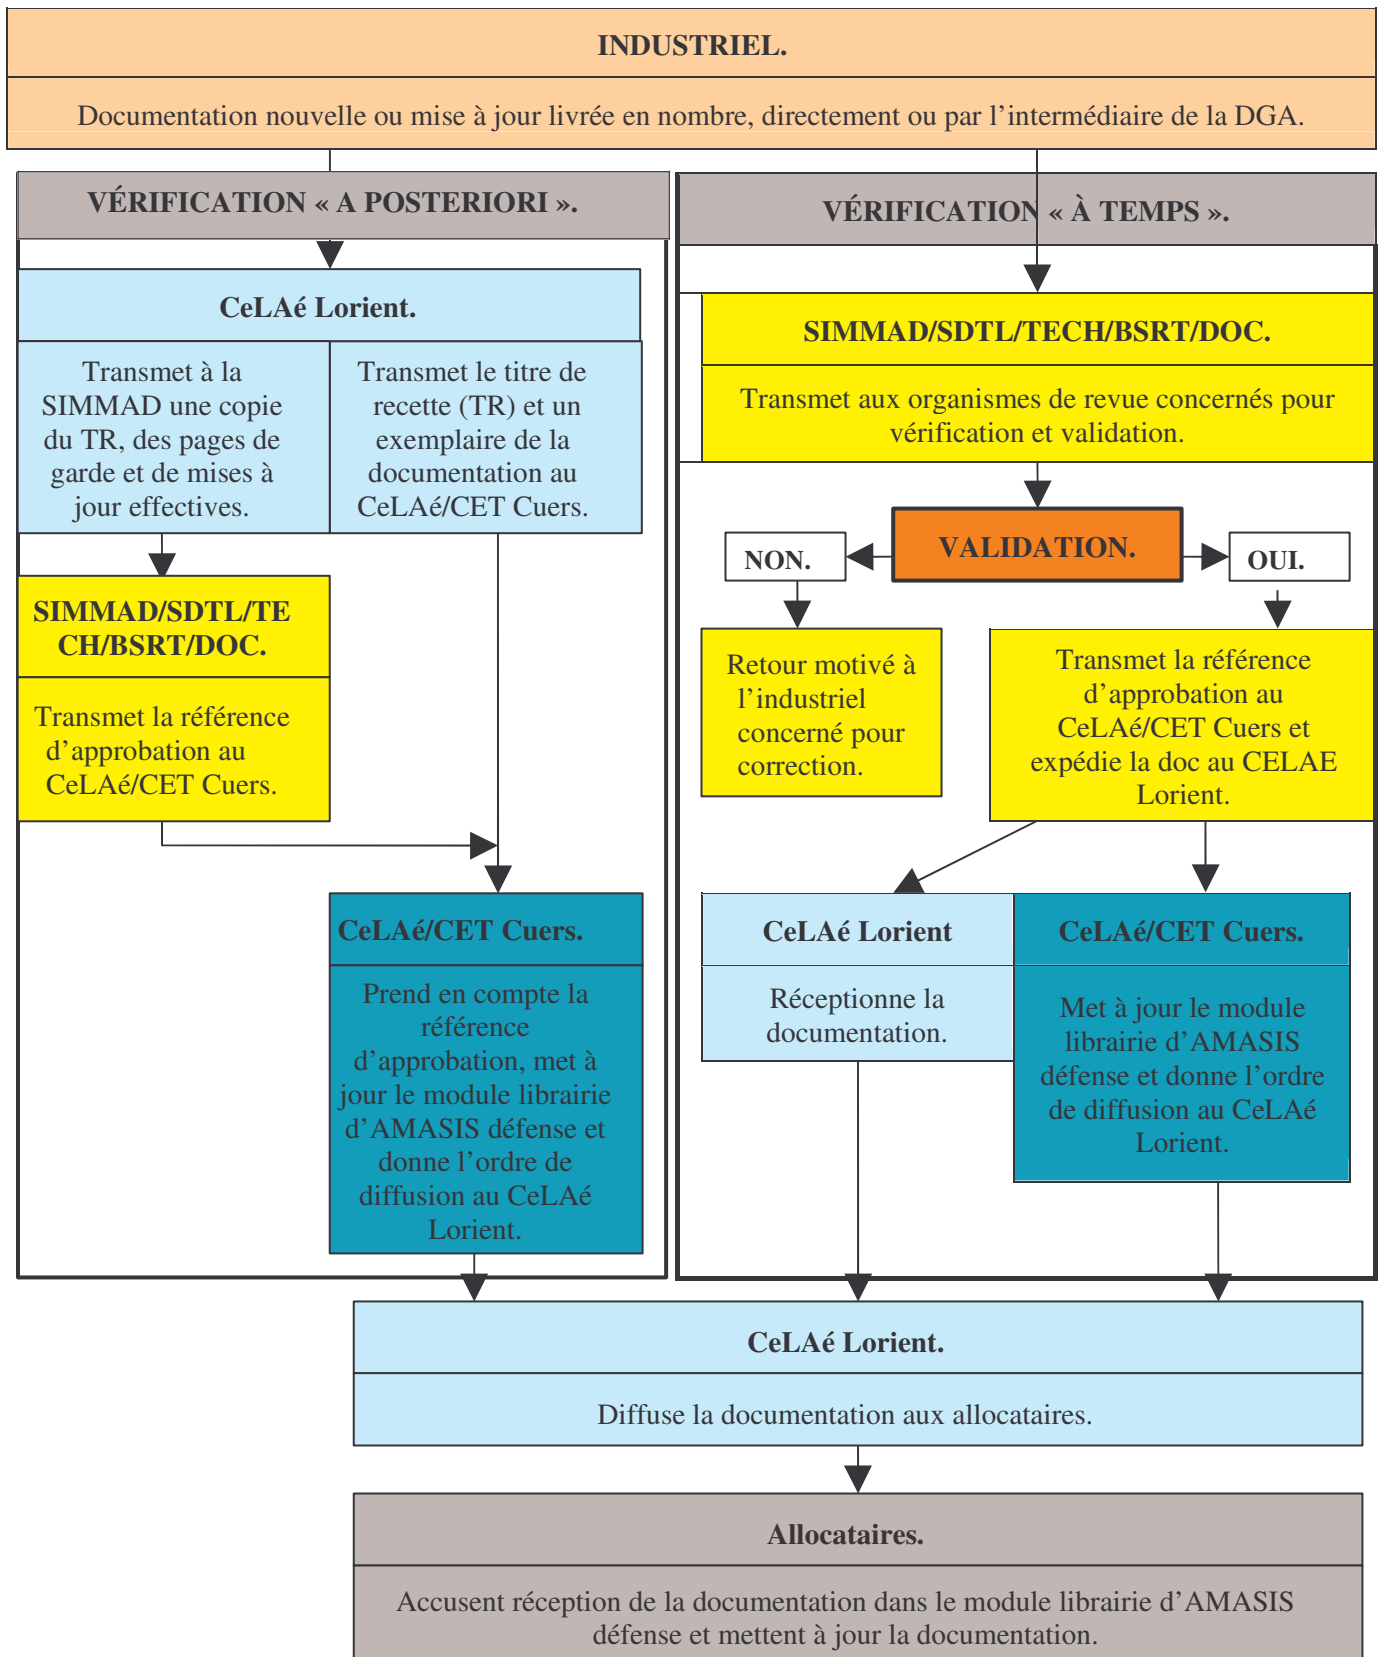 INDUSTRIEL.
Documentation nouvelle ou mise à jour livrée en nombre, directement ou par l’intermédiaire de la DGA.
VÉRIFICATION « A POSTERIORI ».
CeLAé Lorient.
Transmet à la
SIMMAD une copie
du TR, des pages de
garde et de mises à
jour effectives.
Transmet le titre de
recette (TR) et un
exemplaire de la
documentation au
CeLAé/CET Cuers.
SIMMAD/SDTL/TE
CH/BSRT/DOC.
Transmet la référence
d’approbation au
CeLAé/CET Cuers.
CeLAé/CET Cuers.
Prend en compte la
référence
d’approbation, met à
jour le module librairie
d’AMASIS défense et
donne l’ordre de
diffusion au CeLAé
Lorient.
VÉRIFICATION « À TEMPS ».
SIMMAD/SDTL/TECH/BSRT/DOC.
Transmet aux organismes de revue concernés pour
vérification et validation.
VALIDATION.
NON.
OUI.
Retour motivé à
l’industriel
concerné pour
correction.
Transmet la référence
d’approbation au
CeLAé/CET Cuers et
expédie la doc au CELAE
Lorient.
CeLAé Lorient
Réceptionne la
documentation.
CeLAé/CET Cuers.
Met à jour le module
librairie d’AMASIS
défense et donne l’ordre
de diffusion au CeLAé
Lorient.
CeLAé Lorient.
Diffuse la documentation aux allocataires.
Allocataires.
Accusent réception de la documentation dans le module librairie d’AMASIS
défense et mettent à jour la documentation.